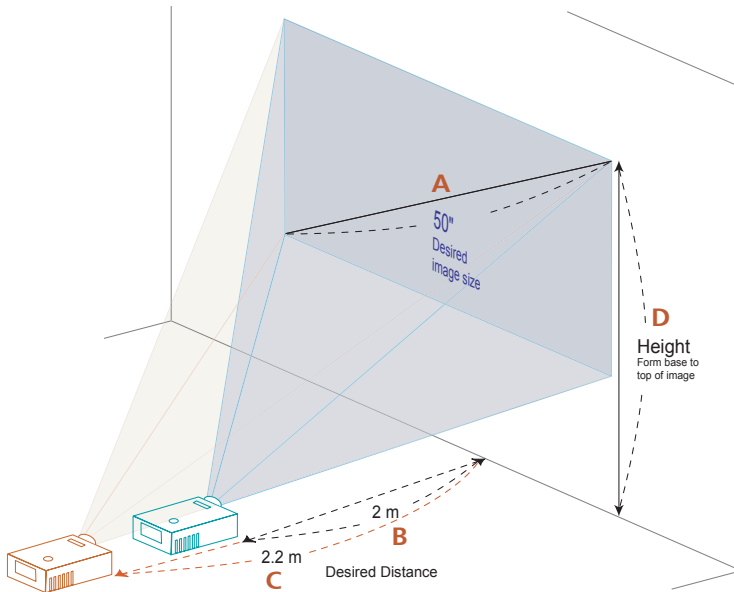 A
50"
Desired
image size
D
Height
Form base to
top of image
2 m
B
2.2 m
C
Desired Distance